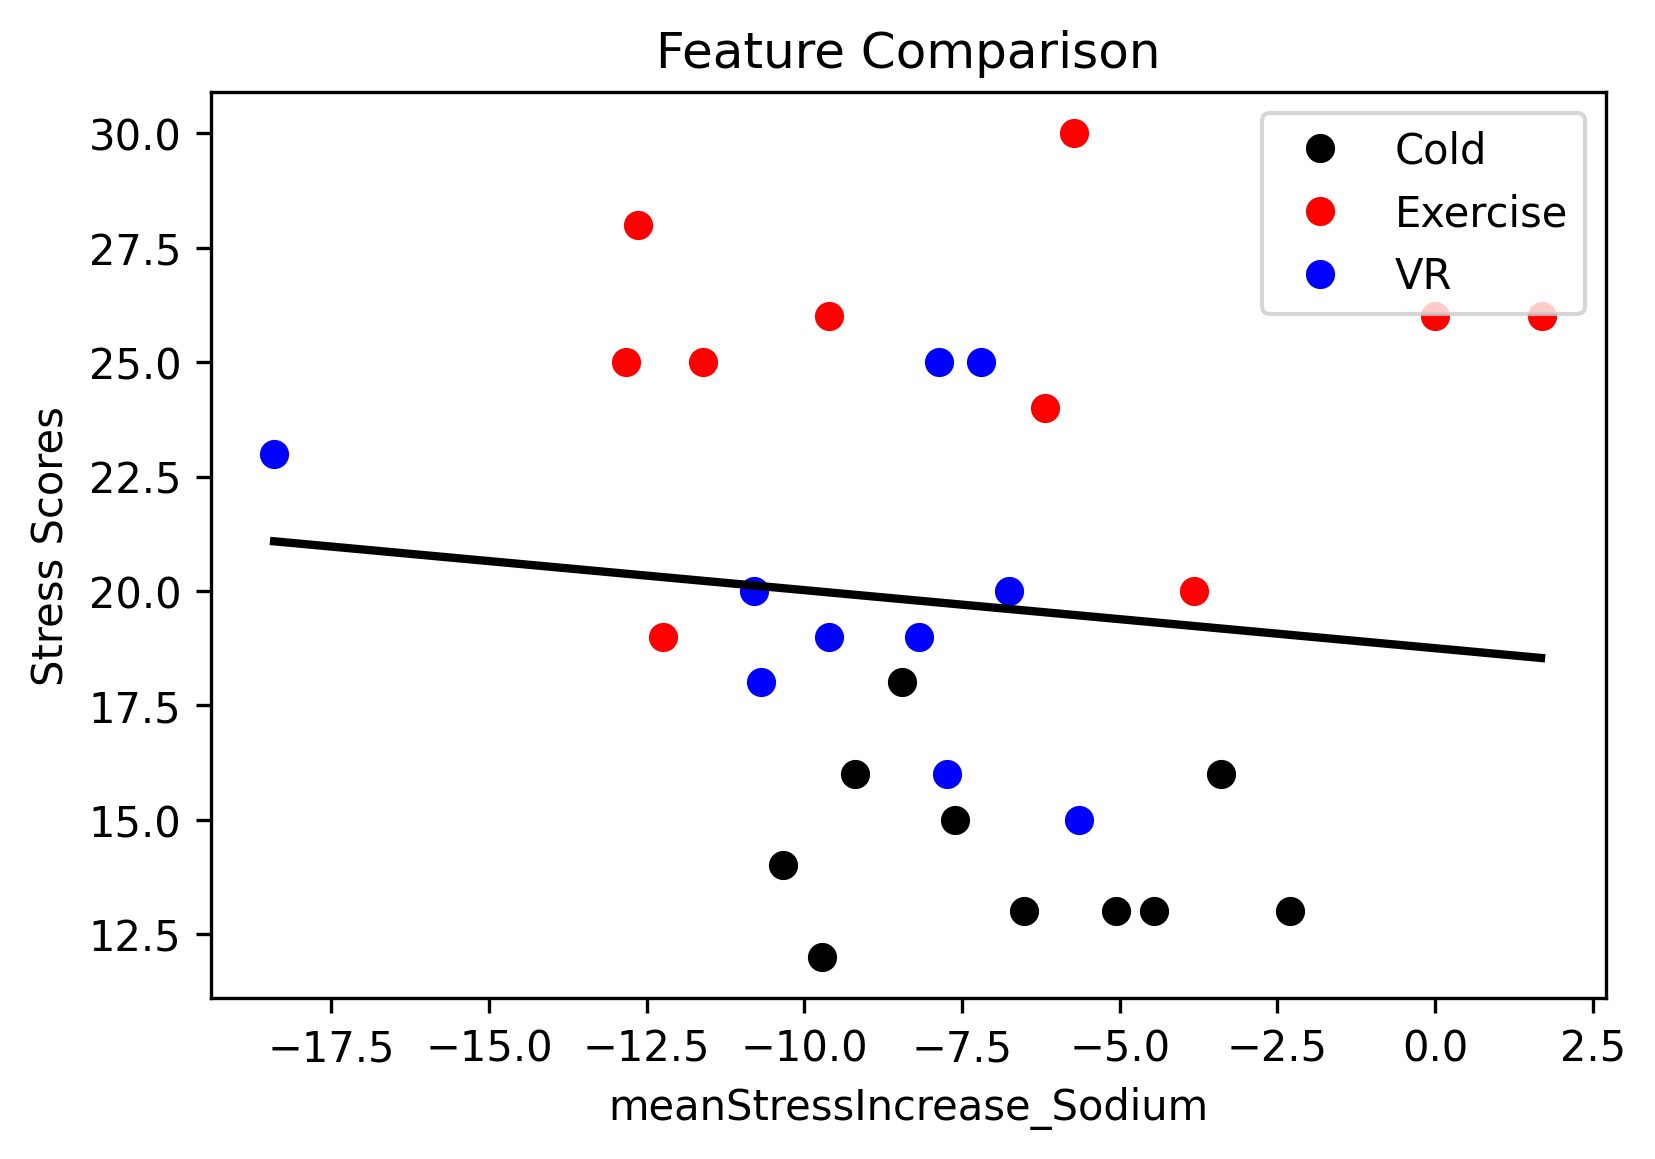 Feature Comparison
30.0
27.5
25.0
22.5
20.0
17.5
15.0
12.5
Stress Scores
Cold
Exercise
VR
−17.5 −15.0 −12.5 −10.0 −7.5 −5.0 −2.5 0.0 2.5
meanStressIncrease_Sodium